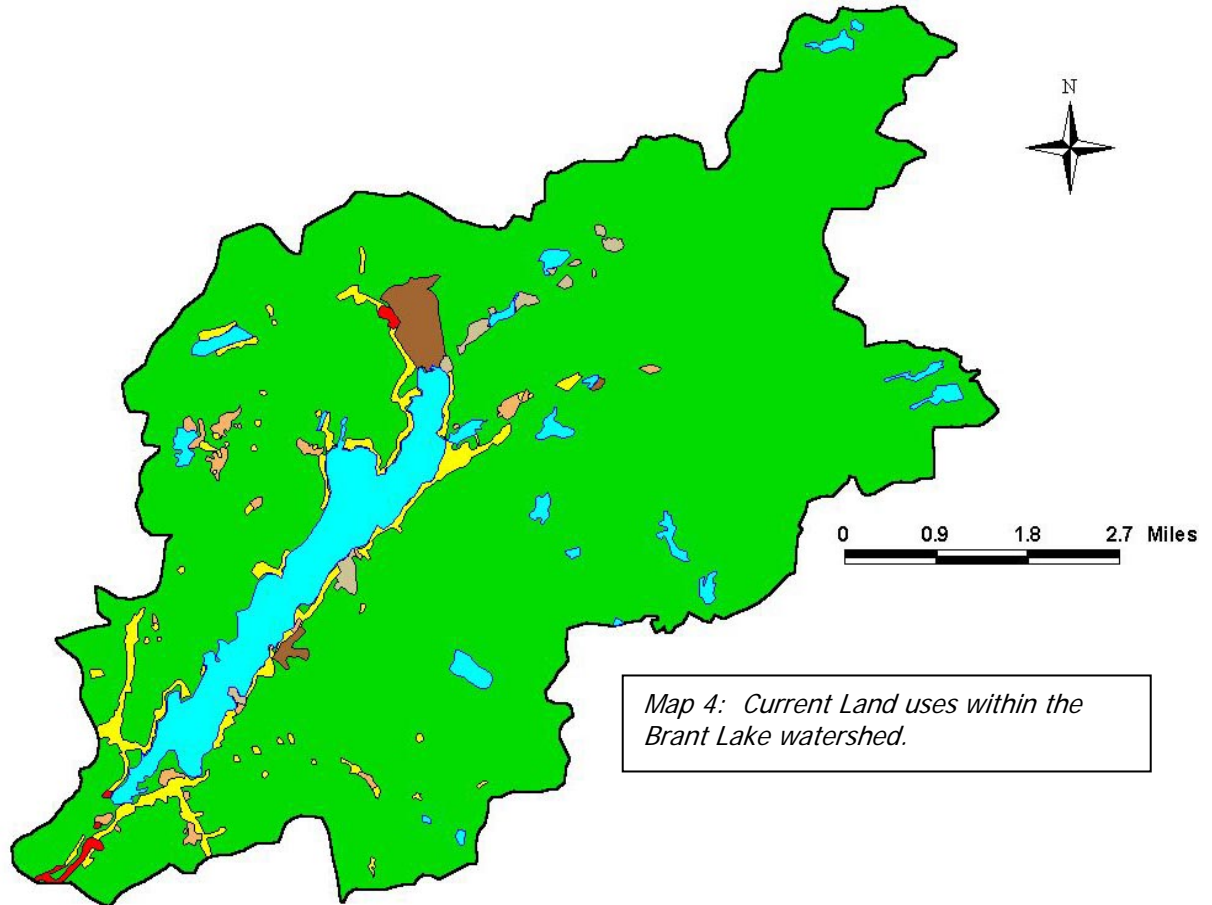 N
0 0.9 1.8 2.7 Miles
Map 4: Current Land uses within the
Brant Lake watershed.